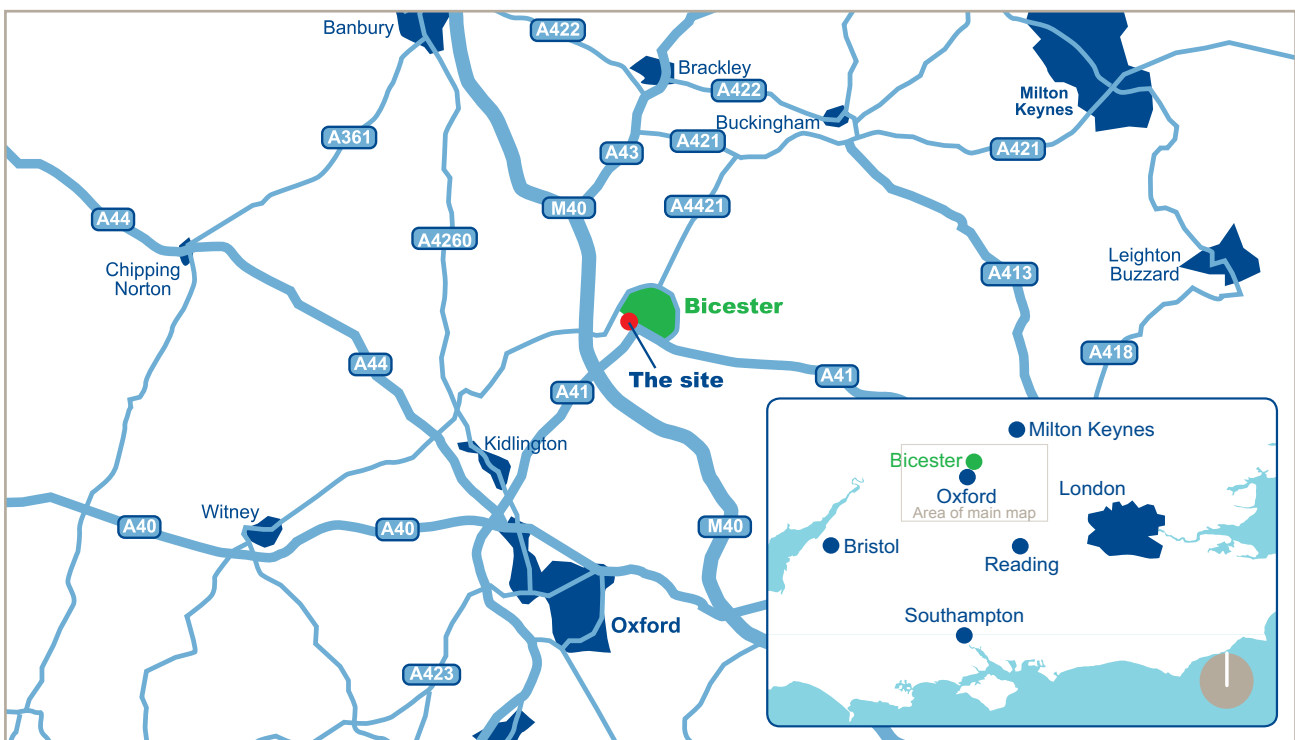 Banbury
A422
Brackley
A422
Milton
Keynes
Buckingham
A361
A43
A421
A421
A44
M40
A4421
A4260
Chipping
Norton
Leighton
Buzzard
A413
Bicester
A44
The site
A418
A41
A41
Kidlington
Witney
A40
A40
M40
Oxford
A423
Milton Keynes
Bicester
Oxford
Area of main map
London
Bristol
Reading
Southampton